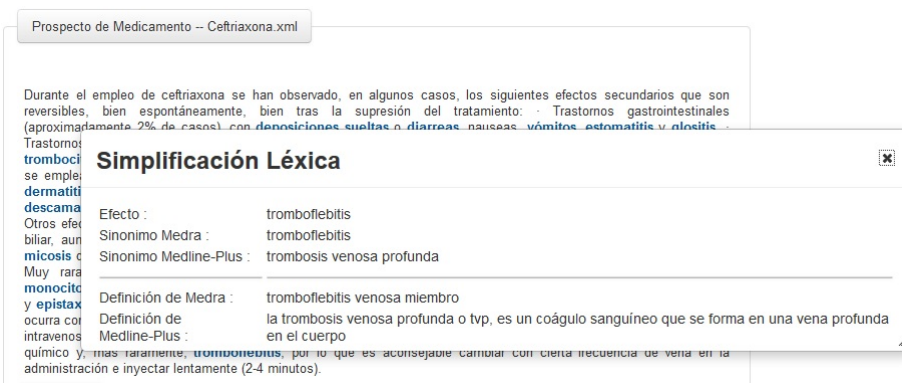 Prospecto de Medicamento -- Ceftriaxona.xml
Durante el empleo de ceftriaxona se han observado, en algunos casos, los siguientes efectos secundarios que son
reversibles, bien espontáneamente, bien tras la supresión del tratamiento: · Trastornos gastrointestinales
(aproximadamente 2% de casos), con deposiciones sueltas o diarreas, nauseas, vómitos, estomatitis y glositis. ·
Trastornos
tromboci
se emple
dermatiti
descama
Otros efe
biliar, aun
micosis
Muy rara
monocito
y epistax
ocurra co
intravenos
Simplificación Léxica
Efecto : tromboflebitis
Sinonimo Medra : tromboflebitis
Sinonimo Medline-Plus : trombosis venosa profunda
Definición de Medra : tromboflebitis venosa miembro
Definición de Medline-Plus : la trombosis venosa profunda o tvp, es un coágulo sanguíneo que se forma en una vena profunda
en el cuerpo
químico y, más raramente, tromboflebitis, por lo que es aconsejable cambiar con cierta frecuencia de vena en la
administración e inyectar lentamente (2-4 minutos).